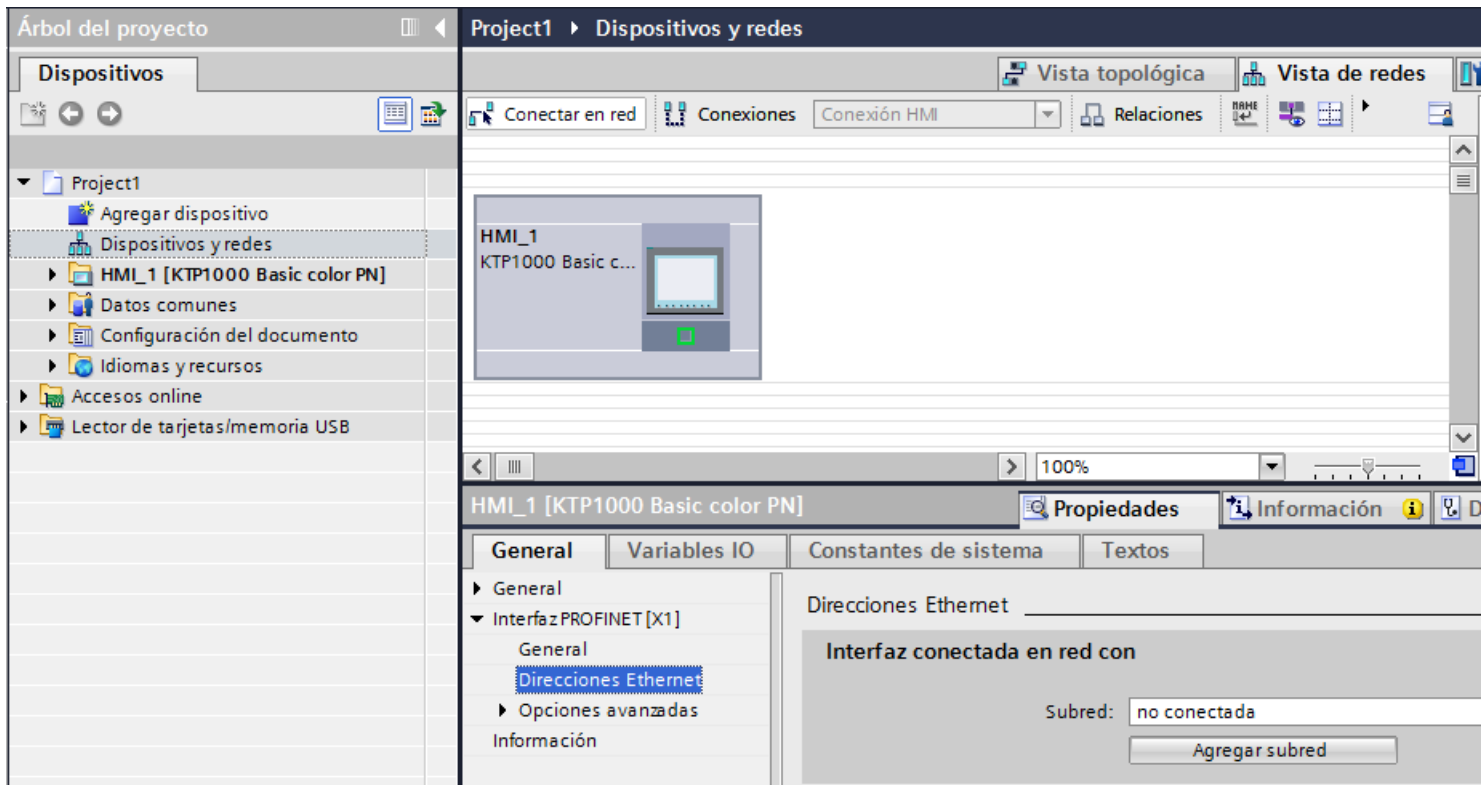 Árbol del proyecto
Dispositivos
Project1
Agregar dispositivo
Dispositivos y redes
HMI_1 [KTP1000 Basic color PN]
Datos comunes
Configuración del documento
Idiomas y recursos
Accesos online
Lector de tarjetas/memoria USB
Project1 Dispositivos y redes
Vista topológica Vista de redes
Conectar en red Conexiones Conexión HMI Relaciones NAME
HMI_1
KTP1000 Basic c...
100%
HMI_1 [KTP1000 Basic color PN] Propiedades Información D
General Variables IO Constantes de sistema Textos
General
Interfaz PROFINET [X1]
General
Direcciones Ethernet
Opciones avanzadas
Información
Direcciones Ethernet
Interfaz conectada en red con
Subred: no conectada
Agregar subred